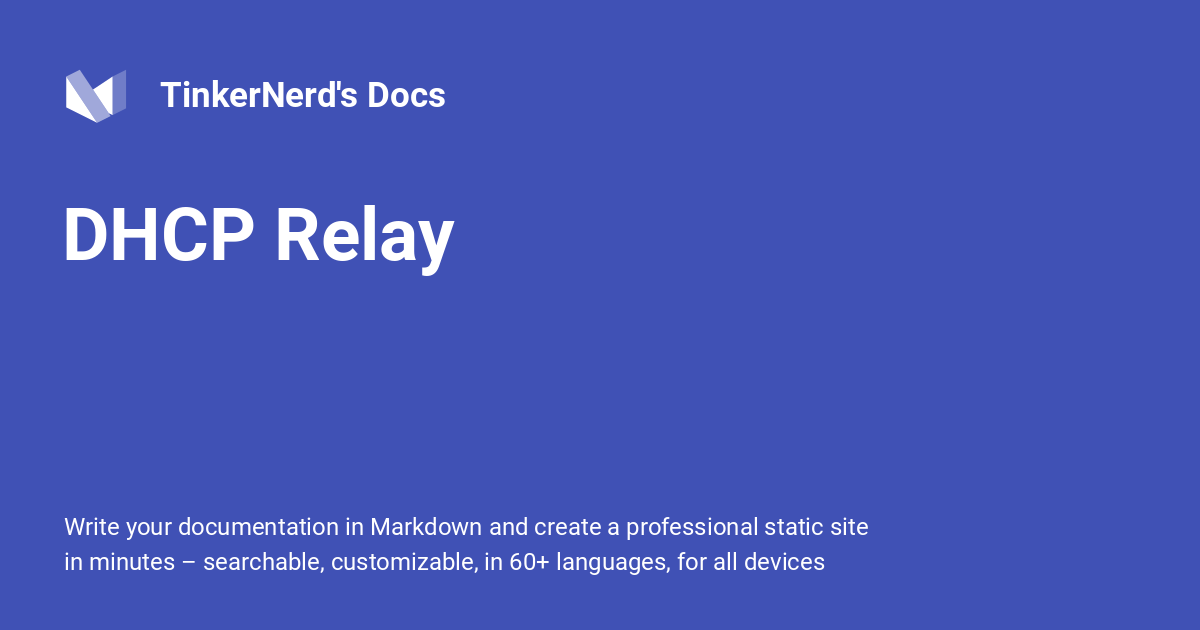 TinkerNerd's Docs
DHCP Relay
Write your documentation in Markdown and create a professional static site
in minutes – searchable, customizable, in 60+ languages, for all devices